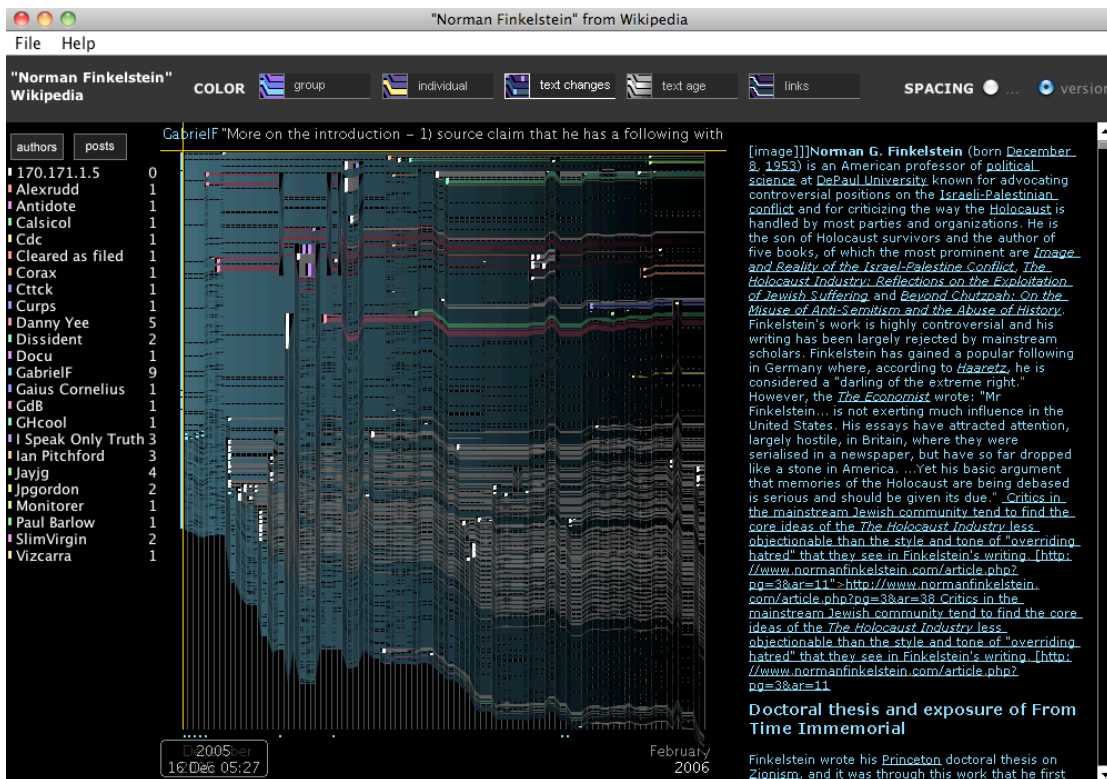 "Norman Finkelstein" from Wikipedia
File Help
"Norman Finkelstein"
Wikipedia
COLOR group individual text changes text age links SPACING ... version
authors posts
170.171.1.5 0
Alexrudd 1
Antidote 1
Calsicol 1
Cdc 1
Cleared as filed 1
Corax 1
Cttck 1
Curps 1
Danny Yee 5
Dissident 2
Docu 1
GabrielF 9
Gaius Cornelius 1
GdB 1
GHcool 1
I Speak Only Truth 3
Ian Pitchford 3
Jayjg 4
Jpgordon 2
Monitorer 1
Paul Barlow 1
SlimVirgin 2
Vizcarra 1
GabrielF "More on the introduction – 1) source claim that he has a following with
2005
16 Dec 05:27
February
2006
[image]]]Norman G. Finkelstein (born December
8, 1953) is an American professor of political
science at DePaul University known for advocating
controversial positions on the Israeli-Palestinian
conflict and for criticizing the way the Holocaust is
handled by most parties and organizations. He is
the son of Holocaust survivors and the author of
five books, of which the most prominent are Image
and Reality of the Israel-Palestine Conflict, The
Holocaust Industry: Reflections on the Exploitation
of Jewish Suffering and Beyond Chutzpah: On the
Misuse of Anti-Semitism and the Abuse of History.
Finkelstein's work is highly controversial and his
writing has been largely rejected by mainstream
scholars. Finkelstein has gained a popular following
in Germany where, according to Haaretz, he is
considered a "darling of the extreme right."
However, the The Economist wrote: "Mr
Finkelstein... is not exerting much influence in the
United States. His essays have attracted attention,
largely hostile, in Britain, where they were
serialised in a newspaper, but have so far dropped
like a stone in America. ...Yet his basic argument
that memories of the Holocaust are being debased
is serious and should be given its due." Critics in
the mainstream Jewish community tend to find the
core ideas of the The Holocaust Industry less
objectionable than the style and tone of "overriding
hatred" that they see in Finkelstein's writing. [http:
//www.normanfinkelstein.com/article.php?
pg=3&ar=11">http://www.normanfinkelstein.
com/article.php?pg=3&ar=38 Critics in the
mainstream Jewish community tend to find the core
ideas of the The Holocaust Industry less
objectionable than the style and tone of "overriding
hatred" that they see in Finkelstein's writing. [http:
//www.normanfinkelstein.com/article.php?
pg=3&ar=11
Doctoral thesis and exposure of From
Time Immemorial
Finkelstein wrote his Princeton doctoral thesis on
Zionism, and it was through this work that he first